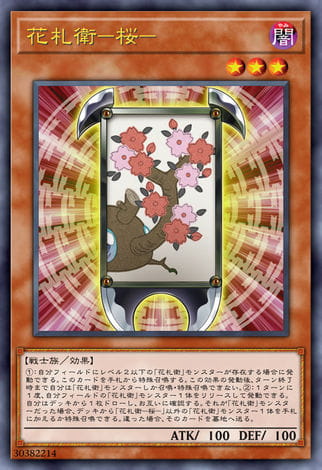 花札衛－桜－
闇
やみ
【戦士族／効果】
①：自分フィールドにレベル２以下の「花札衛」モンスターが存在する場合に発
動できる。このカードを手札から特殊召喚する。この効果の発動後、ターン終了
時まで自分は「花札衛」モンスターしか召喚・特殊召喚できない。②：１ターンに
１度、自分フィールドの「花札衛」モンスター１体をリリースして発動できる。
自分はデッキから１枚ドローし、お互いに確認する。それが「花札衛」モンスタ
ーだった場合、デッキから「花札衛－桜－」以外の「花札衛」モンスター１体を手札
に加えるか特殊召喚できる。違った場合、そのカードを墓地へ送る。
ATK/ 100 DEF/ 100
30382214